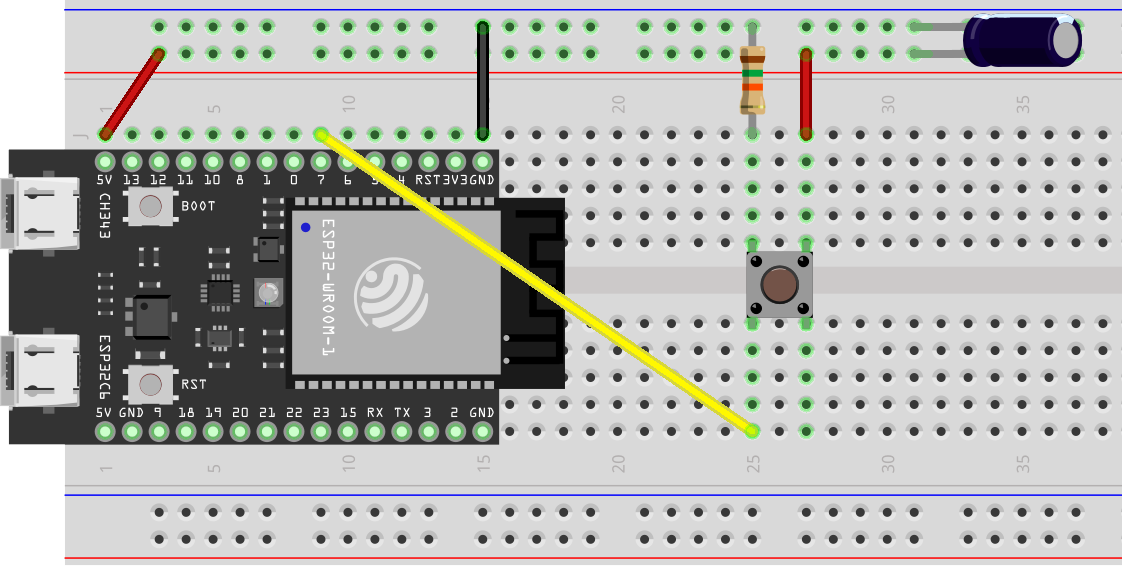 1 5 10 20 30 35
J
5V 13 12 11 10 8 1 0 7 6 5 4 RST 3V3 GND
CH343
BOOT
ESP32-WROOM-1
ESP32C6
RST
5V GND 9 18 19 20 21 22 23 15 RX TX 3 2 GND
1 5 10 15 20 25 30 35